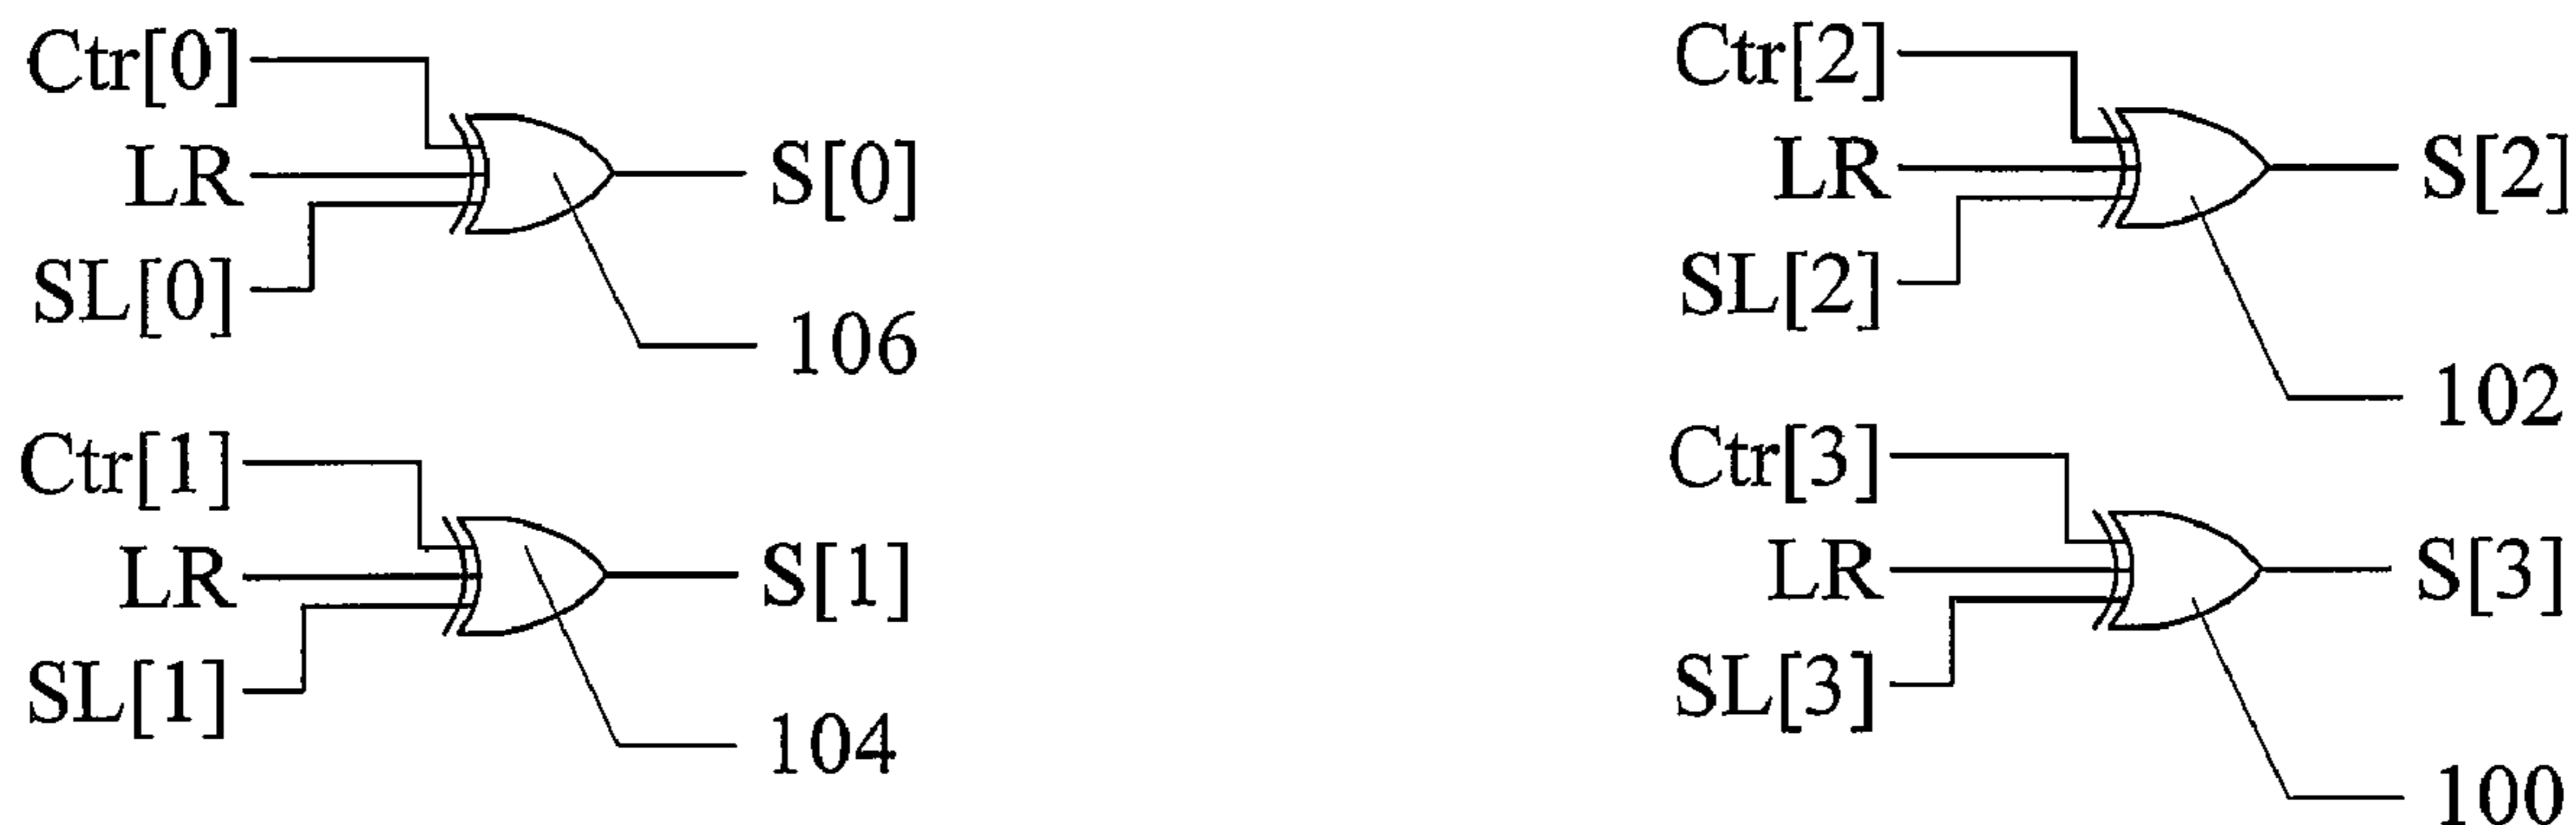 Ctr[0]
LR
SL[0]
S[0]
106
Ctr[1]
LR
SL[1]
S[1]
104
Ctr[2]
LR
SL[2]
S[2]
102
Ctr[3]
LR
SL[3]
S[3]
100